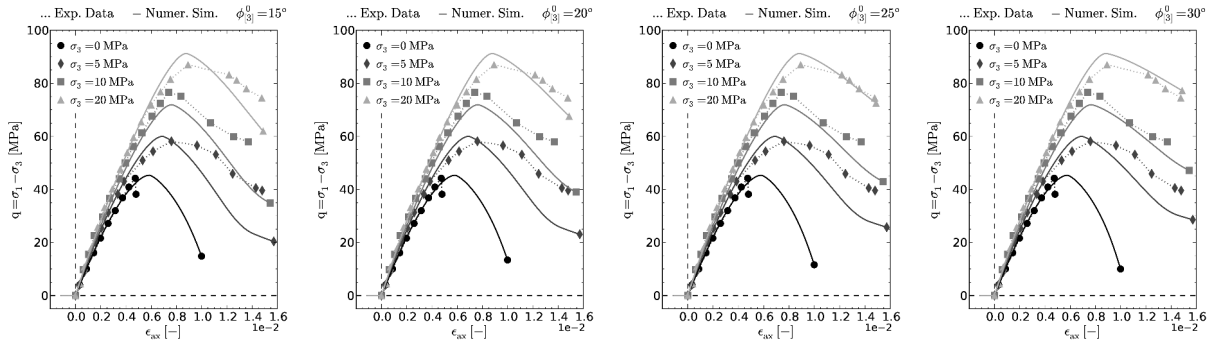 ... Exp. Data – Numer. Sim. ϕ⁰[3]=15°
100
80
60
40
20
0
q=σ₁−σ₃ [MPa]
σ₃=0 MPa
σ₃=5 MPa
σ₃=10 MPa
σ₃=20 MPa
0.0 0.2 0.4 0.6 0.8 1.0 1.2 1.4 1.6
1e−2
ϵax [−]
... Exp. Data – Numer. Sim. ϕ⁰[3]=20°
100
80
60
40
20
0
q=σ₁−σ₃ [MPa]
σ₃=0 MPa
σ₃=5 MPa
σ₃=10 MPa
σ₃=20 MPa
0.0 0.2 0.4 0.6 0.8 1.0 1.2 1.4 1.6
1e−2
ϵax [−]
... Exp. Data – Numer. Sim. ϕ⁰[3]=25°
100
80
60
40
20
0
q=σ₁−σ₃ [MPa]
σ₃=0 MPa
σ₃=5 MPa
σ₃=10 MPa
σ₃=20 MPa
0.0 0.2 0.4 0.6 0.8 1.0 1.2 1.4 1.6
1e−2
ϵax [−]
... Exp. Data – Numer. Sim. ϕ⁰[3]=30°
100
80
60
40
20
0
q=σ₁−σ₃ [MPa]
σ₃=0 MPa
σ₃=5 MPa
σ₃=10 MPa
σ₃=20 MPa
0.0 0.2 0.4 0.6 0.8 1.0 1.2 1.4 1.6
1e−2
ϵax [−]